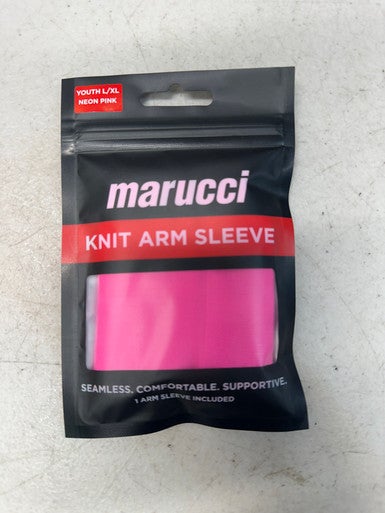 YOUTH L/XL
NEON PINK
marucci
KNIT ARM SLEEVE
SEAMLESS. COMFORTABLE. SUPPORTIVE.
1 ARM SLEEVE INCLUDED